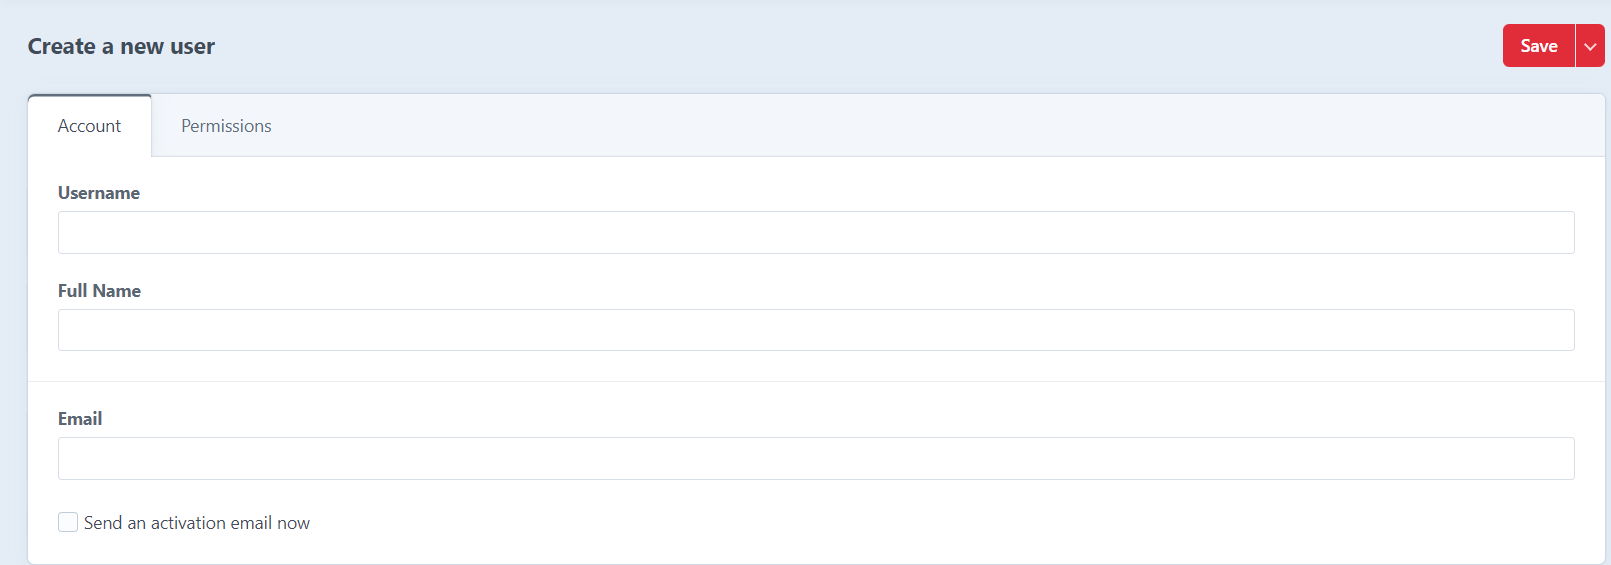 Create a new user
Save
Account
Permissions
Username
Full Name
Email
Send an activation email now